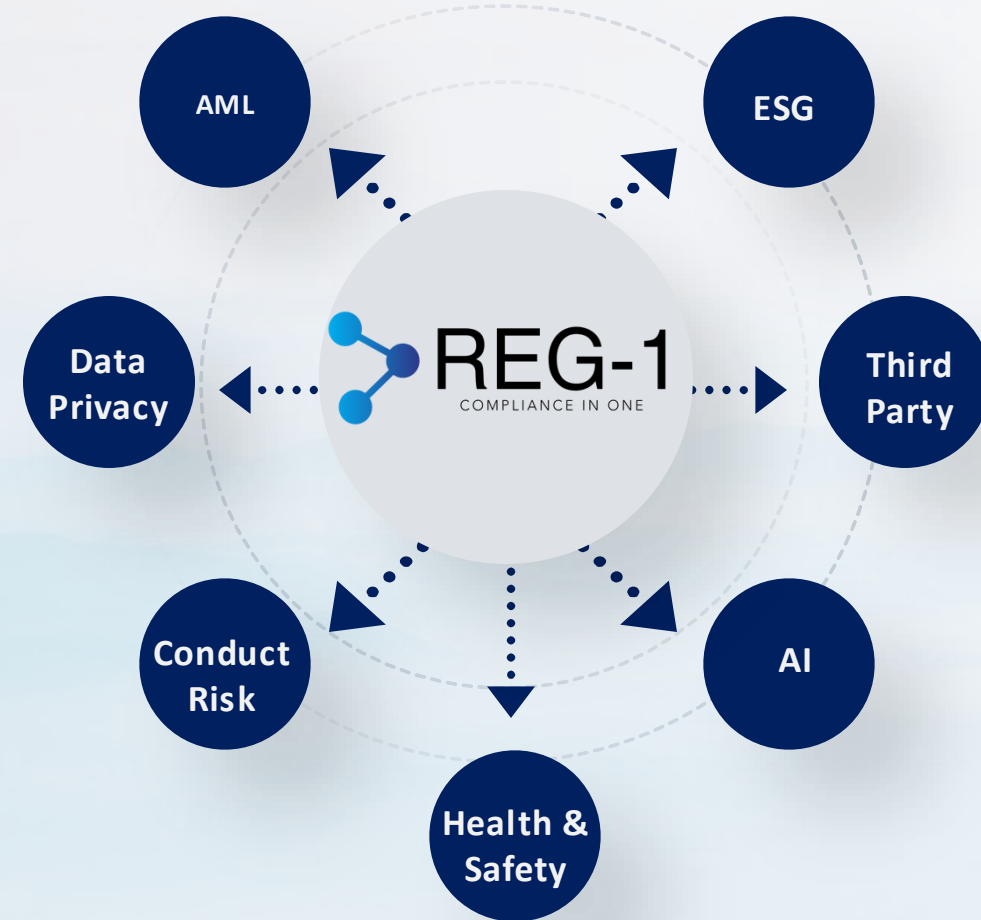 AML
ESG
REG-1
COMPLIANCE IN ONE
Data
Privacy
Third
Party
Conduct
Risk
AI
Health &
Safety